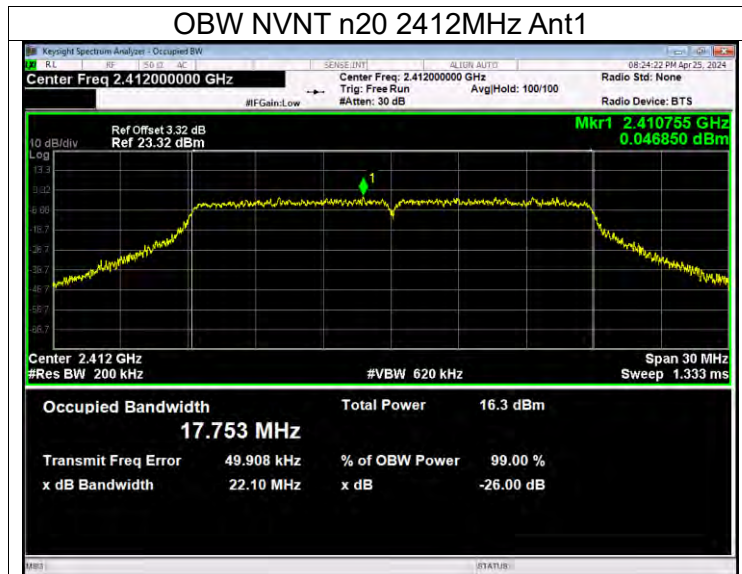 OBW NVNT n20 2412MHz Ant1
Keysight Spectrum Analyzer - Occupied BW
RL RF 50 Ω AC SENSE:INT ALIGN AUTO 08:24:22 PM Apr 25, 2024
Center Freq 2.412000000 GHz Center Freq: 2.412000000 GHz Radio Std: None
Trig: Free Run Avg|Hold: 100/100
#IFGain:Low #Atten: 30 dB Radio Device: BTS
Mkr1 2.410755 GHz
0.046850 dBm
Ref Offset 3.32 dB
10 dB/div Ref 23.32 dBm
Log
13.3
3.32
-6.68
-16.7
-26.7
-36.7
-46.7
-56.7
-66.7
1
Center 2.412 GHz Span 30 MHz
#Res BW 200 kHz #VBW 620 kHz Sweep 1.333 ms
Occupied Bandwidth Total Power 16.3 dBm
17.753 MHz
Transmit Freq Error 49.908 kHz % of OBW Power 99.00 %
x dB Bandwidth 22.10 MHz x dB -26.00 dB
MSG STATUS